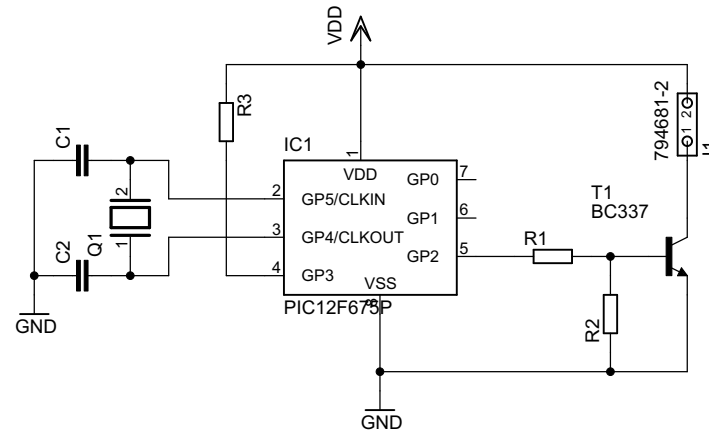 VDD
R3
C1
IC1
1
VDD
2
GP5/CLKIN
GP0
7
Q1
2
1
3
GP4/CLKOUT
GP1
6
C2
4
GP3
GP2
5
VSS
8
PIC12F675P
GND
R1
R2
T1
BC337
794681-2
1
2
J1
GND